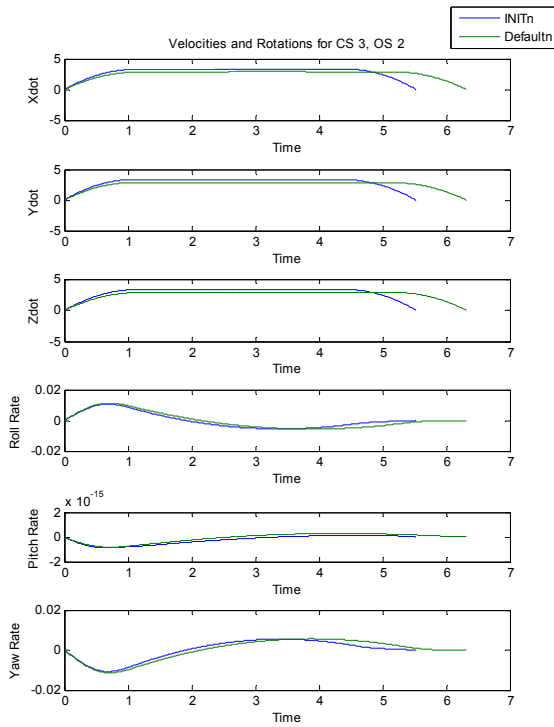 INITn
Defaultn
Velocities and Rotations for CS 3, OS 2
5
0
-5
Xdot
0 1 2 3 4 5 6 7
Time
5
0
-5
Ydot
0 1 2 3 4 5 6 7
Time
5
0
-5
Zdot
0 1 2 3 4 5 6 7
Time
0.02
0
-0.02
Roll Rate
0 1 2 3 4 5 6 7
Time
x 10^-15
2
0
-2
Pitch Rate
0 1 2 3 4 5 6 7
Time
0.02
0
-0.02
Yaw Rate
0 1 2 3 4 5 6 7
Time